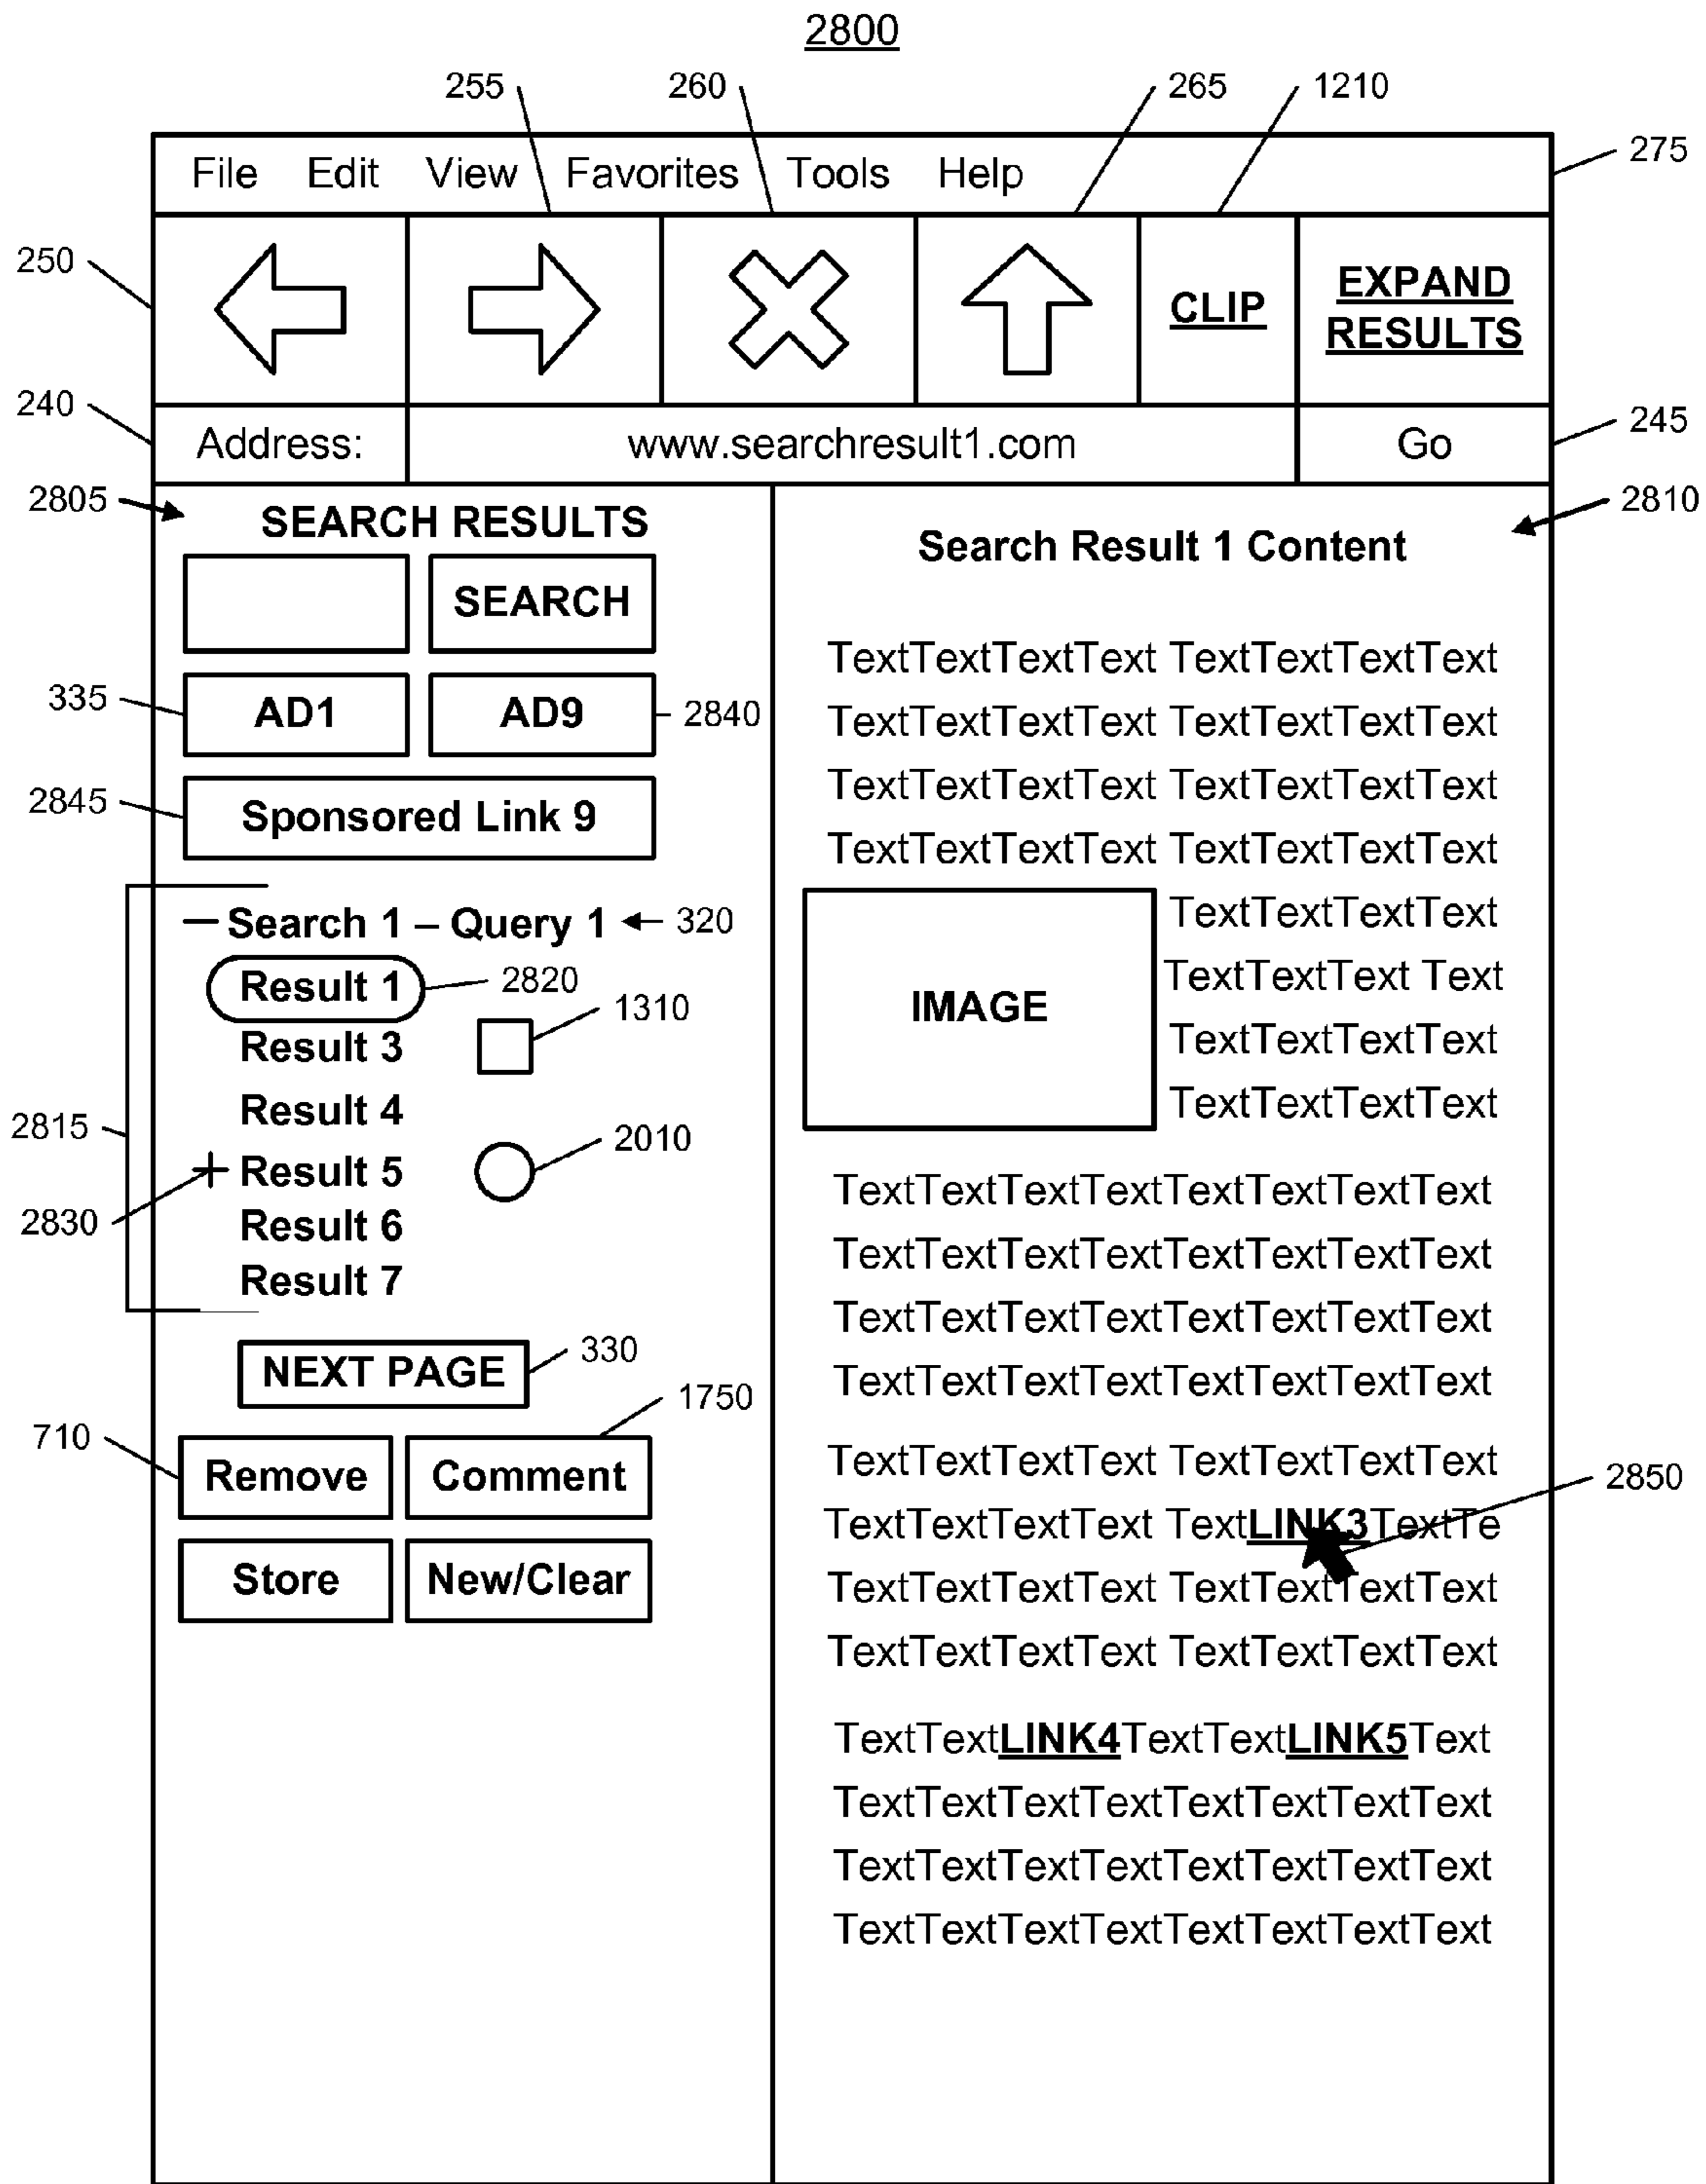 2800
255 260 265 1210
275
File Edit View Favorites Tools Help
250
CLIP
EXPAND
RESULTS
240
Address: www.searchresult1.com Go
245
2805
SEARCH RESULTS
SEARCH
335
AD1
AD9
2840
2845
Sponsored Link 9
2815
– Search 1 – Query 1
320
Result 1
2820
1310
Result 3
Result 4
2010
+ Result 5
2830
Result 6
Result 7
NEXT PAGE
330
1750
710
Remove
Comment
Store
New/Clear
2810
Search Result 1 Content
TextTextTextText TextTextTextText
TextTextTextText TextTextTextText
TextTextTextText TextTextTextText
TextTextTextText TextTextTextText
TextTextTextText
IMAGE
TextTextText Text
TextTextTextText
TextTextTextText
TextTextTextTextTextTextTextText
TextTextTextTextTextTextTextText
TextTextTextTextTextTextTextText
TextTextTextTextTextTextTextText
TextTextTextText TextTextTextText
2850
TextTextTextText TextLINK3TextTe
TextTextTextText TextTextTextText
TextTextTextText TextTextTextText
TextTextLINK4TextTextLINK5Text
TextTextTextTextTextTextTextText
TextTextTextTextTextTextTextText
TextTextTextTextTextTextTextText